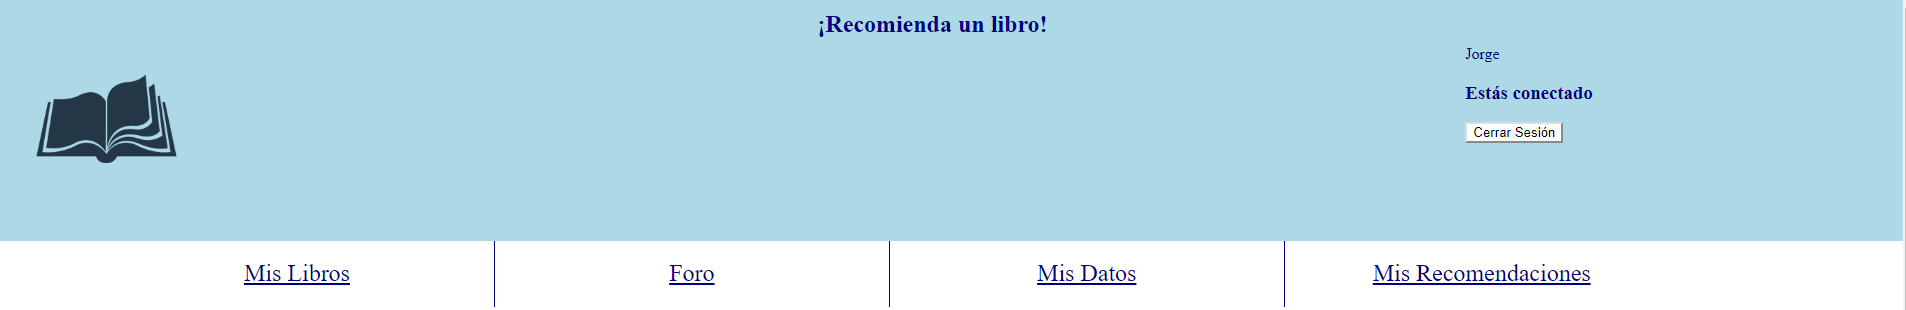 ¡Recomienda un libro!
Jorge
Estás conectado
Cerrar Sesión
Mis Libros
Foro
Mis Datos
Mis Recomendaciones